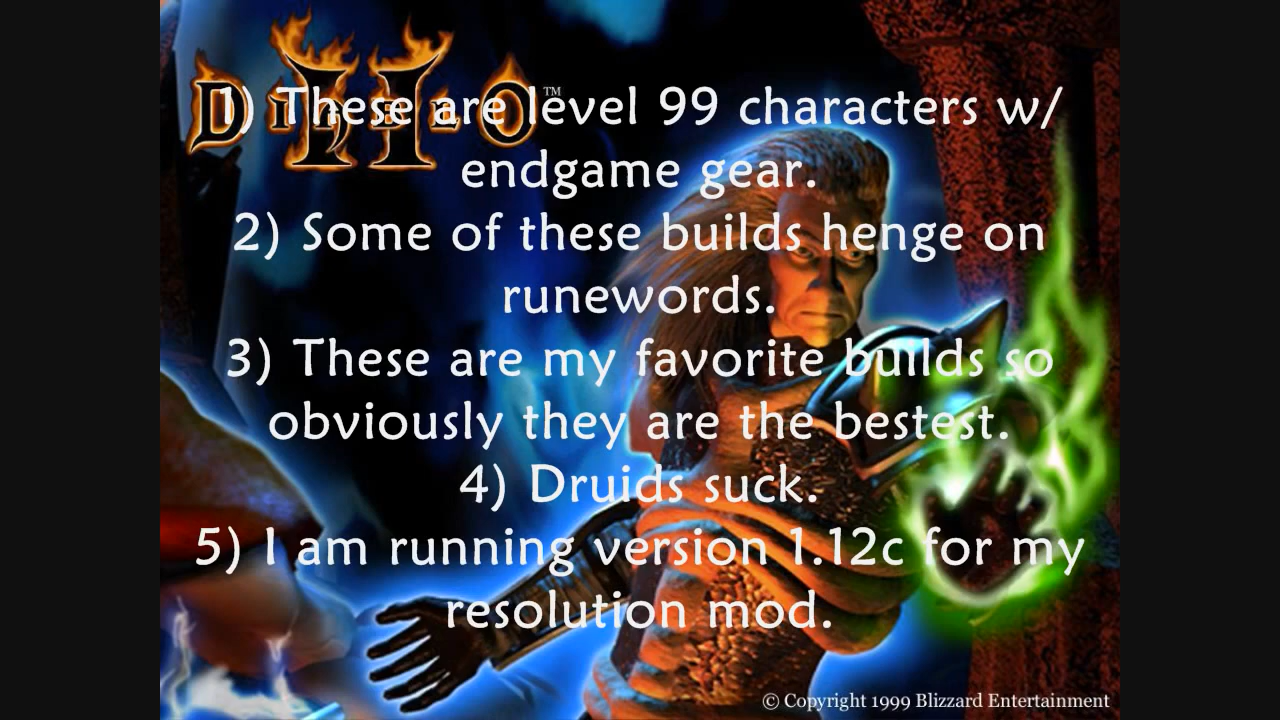 DIABLO II™
1) These are level 99 characters w/
endgame gear.
2) Some of these builds henge on
runewords.
3) These are my favorite builds so
obviously they are the bestest.
4) Druids suck.
5) I am running version 1.12c for my
resolution mod.
© Copyright 1999 Blizzard Entertainment